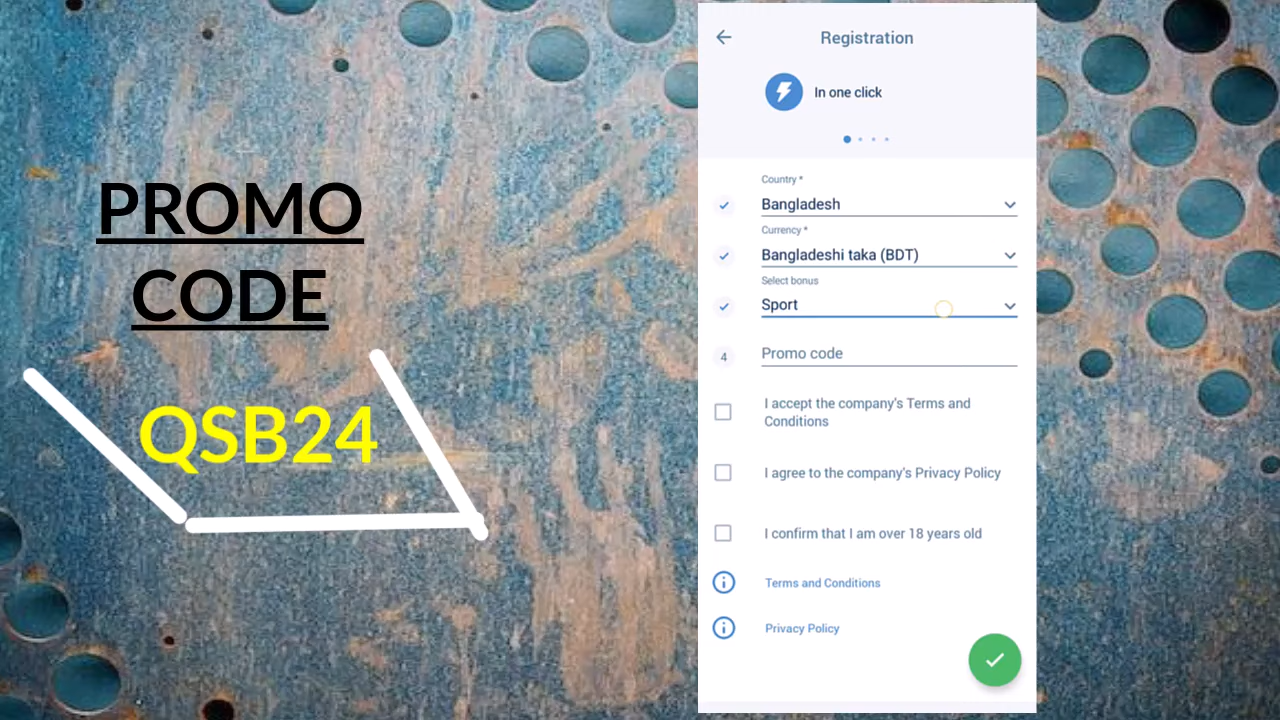 PROMO
CODE
QSB24
Registration
In one click
Country *
Bangladesh
Currency *
Bangladeshi taka (BDT)
Select bonus
Sport
4
Promo code
I accept the company's Terms and
Conditions
I agree to the company's Privacy Policy
I confirm that I am over 18 years old
Terms and Conditions
Privacy Policy